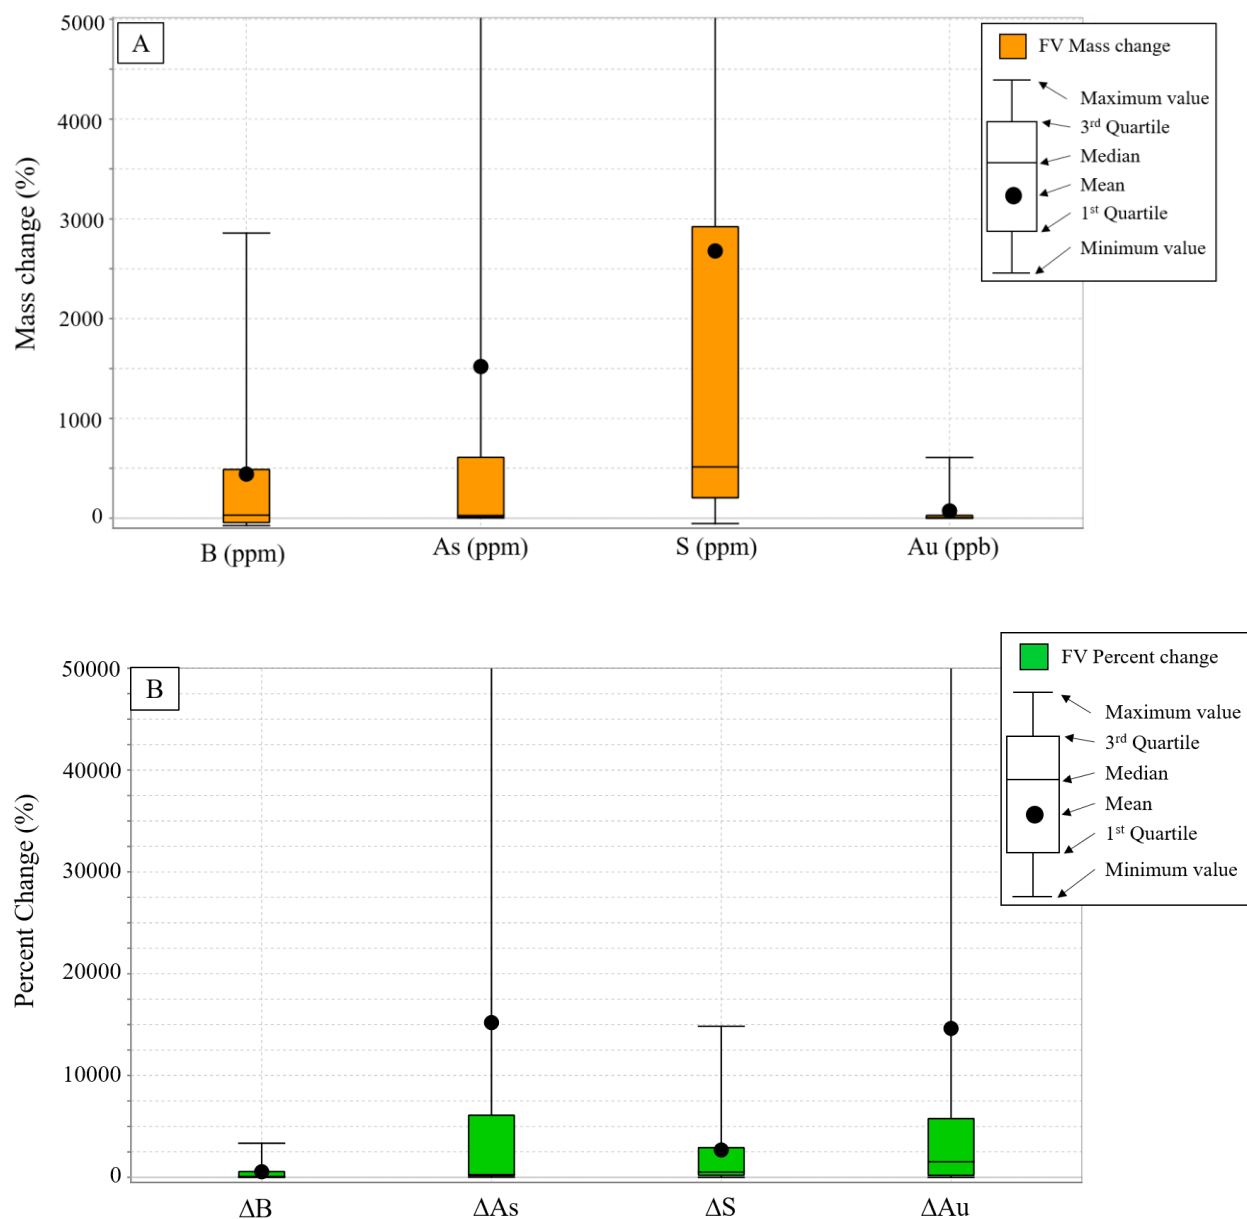 A
FV Mass change
Maximum value
3rd Quartile
Median
Mean
1st Quartile
Minimum value
Mass change (%)
5000
4000
3000
2000
1000
0
B (ppm)
As (ppm)
S (ppm)
Au (ppb)
B
FV Percent change
Maximum value
3rd Quartile
Median
Mean
1st Quartile
Minimum value
Percent Change (%)
50000
40000
30000
20000
10000
0
ΔB
ΔAs
ΔS
ΔAu